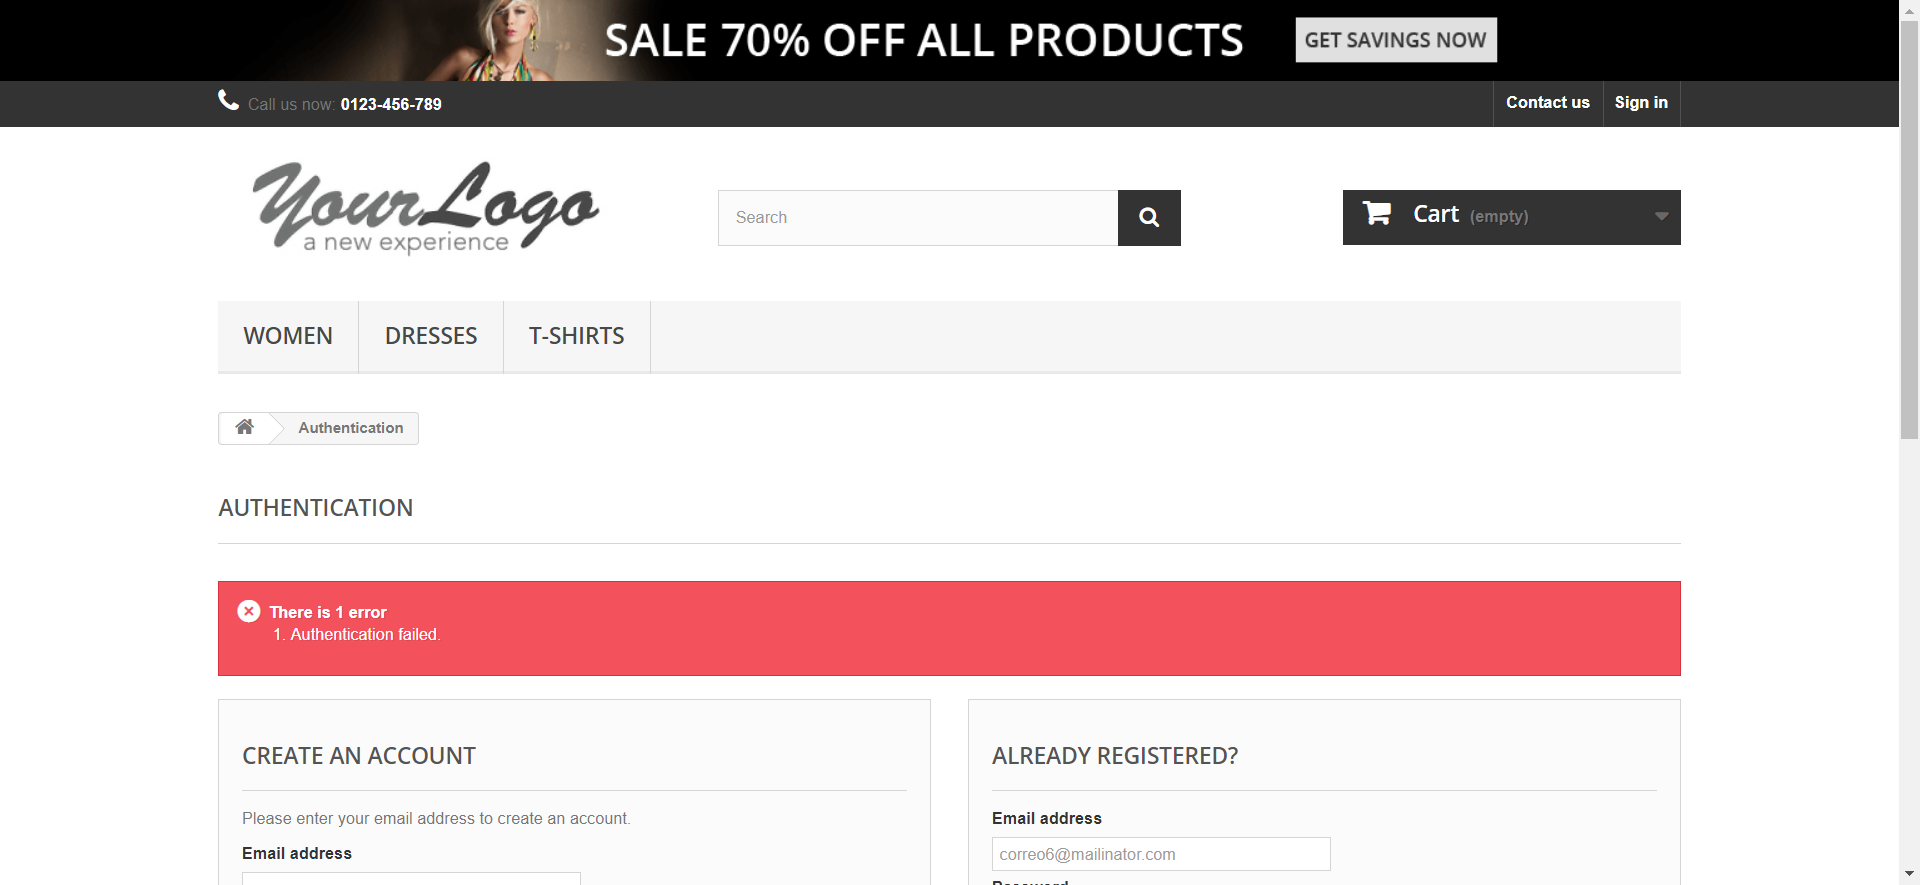 SALE 70% OFF ALL PRODUCTS
GET SAVINGS NOW
Call us now: 0123-456-789
Contact us
Sign in
YourLogo
a new experience
Search
Cart (empty)
WOMEN
DRESSES
T-SHIRTS
Authentication
AUTHENTICATION
There is 1 error
1. Authentication failed.
CREATE AN ACCOUNT
Please enter your email address to create an account.
Email address
ALREADY REGISTERED?
Email address
correo6@mailinator.com
Password